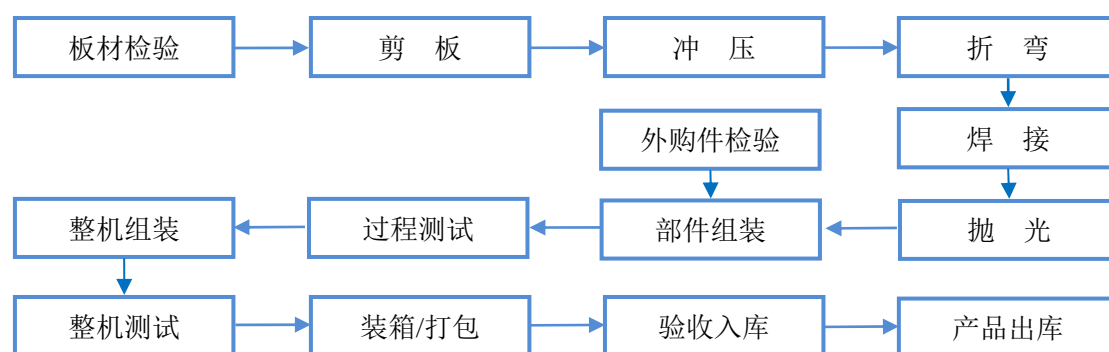 板材检验
剪 板
冲 压
折 弯
外购件检验
焊 接
整机组装
过程测试
部件组装
抛 光
整机测试
装箱/打包
验收入库
产品出库